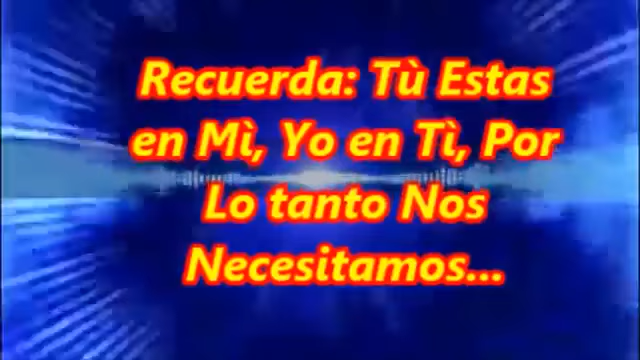 Recuerda: Tù Estas
en Mì, Yo en Tì, Por
Lo tanto Nos
Necesitamos...